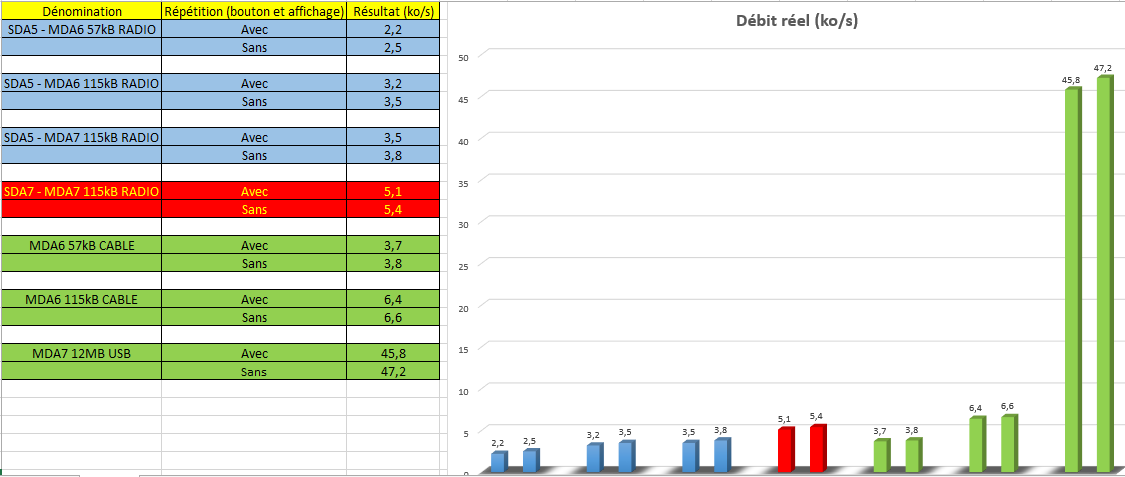 Dénomination Répétition (bouton et affichage) Résultat (ko/s)
SDA5 - MDA6 57kB RADIO Avec 2,2
Sans 2,5
SDA5 - MDA6 115kB RADIO Avec 3,2
Sans 3,5
SDA5 - MDA7 115kB RADIO Avec 3,5
Sans 3,8
SDA7 - MDA7 115kB RADIO Avec 5,1
Sans 5,4
MDA6 57kB CABLE Avec 3,7
Sans 3,8
MDA6 115kB CABLE Avec 6,4
Sans 6,6
MDA7 12MB USB Avec 45,8
Sans 47,2
Débit réel (ko/s)
50
45
40
35
30
25
20
15
10
5
0
2,2 2,5 3,2 3,5 3,5 3,8 5,1 5,4 3,7 3,8 6,4 6,6 45,8 47,2